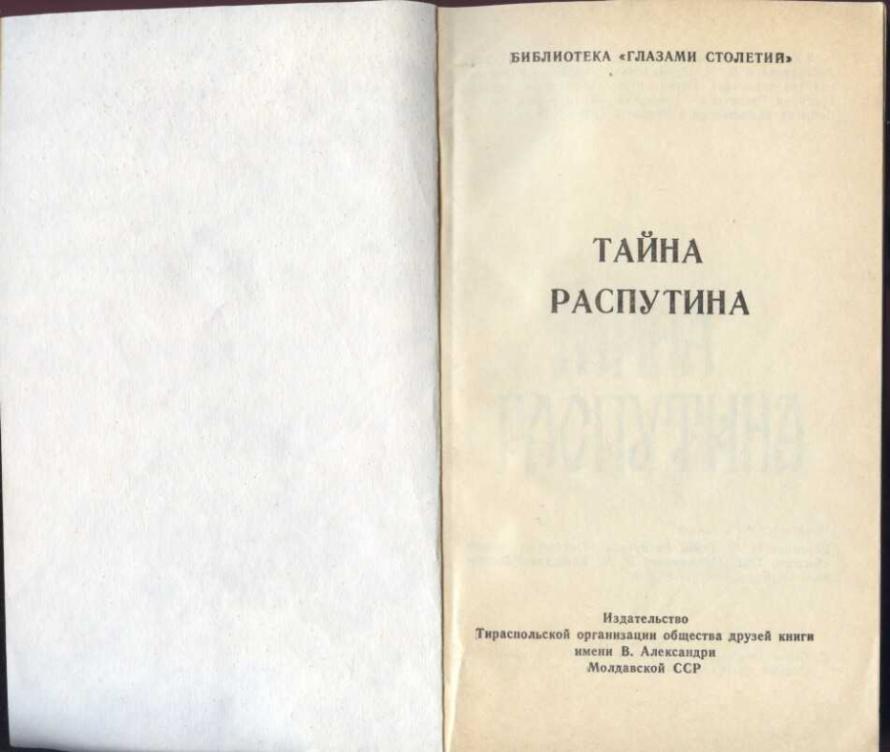 БИБЛИОТЕКА «ГЛАЗАМИ СТОЛЕТИЙ»
ТАЙНА
РАСПУТИНА
Издательство
Тираспольской организации общества друзей книги
имени В. Александри
Молдавской ССР